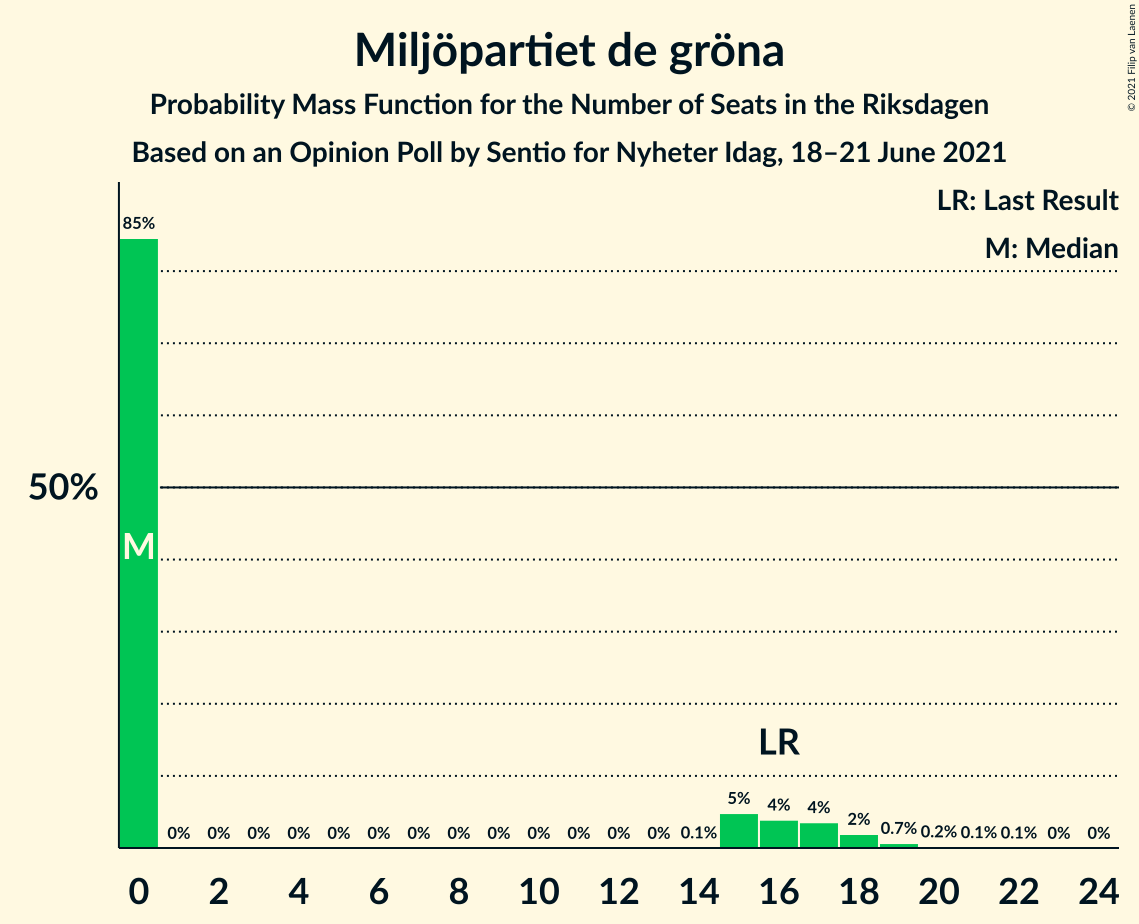 Miljöpartiet de gröna
Probability Mass Function for the Number of Seats in the Riksdagen
Based on an Opinion Poll by Sentio for Nyheter Idag, 18–21 June 2021
© 2021 Filip van Laenen
LR: Last Result
M: Median
85%
50%
M
LR
0% 0% 0% 0% 0% 0% 0% 0% 0% 0% 0% 0% 0% 0.1% 5% 4% 4% 2% 0.7% 0.2% 0.1% 0.1% 0% 0%
0 2 4 6 8 10 12 14 16 18 20 22 24